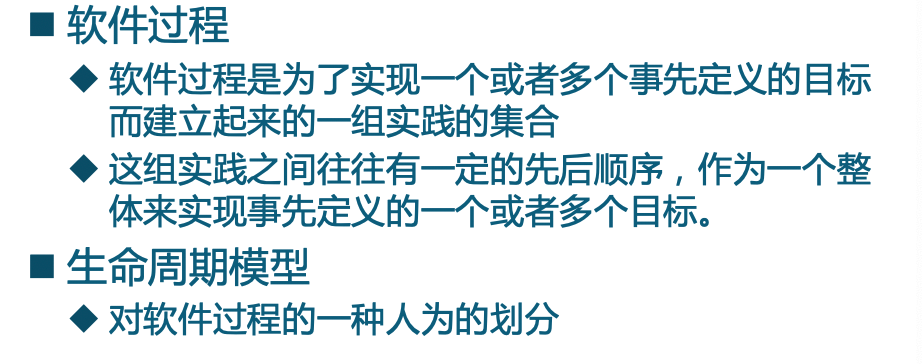 ■ 软件过程
◆ 软件过程是为了实现一个或者多个事先定义的目标
而建立起来的一组实践的集合
◆ 这组实践之间往往有一定的先后顺序，作为一个整
体来实现事先定义的一个或者多个目标。
■ 生命周期模型
◆ 对软件过程的一种人为的划分